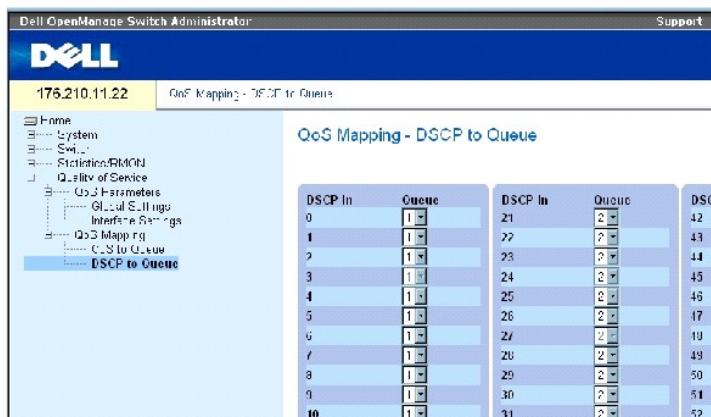 Dell OpenManage Switch Administrator
Support
DELL
176.210.11.22
QoS Mapping - DSCP to Queue
Home
System
Switch
Statistics/RMON
Quality of Service
QoS Parameters
Global Settings
Interface Settings
QoS Mapping
CoS to Queue
DSCP to Queue
QoS Mapping - DSCP to Queue
DSCP In Queue DSCP In Queue
0 1 21 2 42
1 1 22 2 43
2 1 23 2 44
3 1 24 2 45
4 1 25 2 46
5 1 26 2 47
6 1 27 2 48
7 1 28 2 49
8 1 29 2 50
9 1 30 2 51
10 1 31 2 52